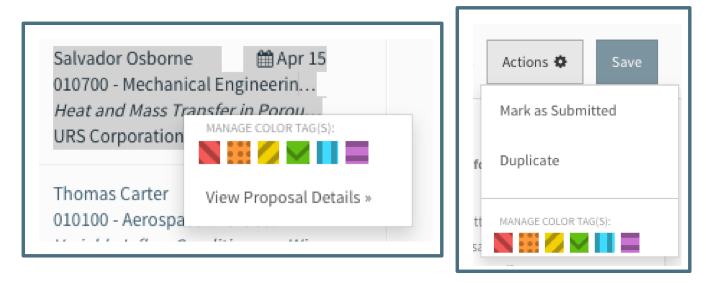 Salvador Osborne Apr 15
010700 - Mechanical Engineerin…
Heat and Mass Transfer in Porou…
URS Corporation
MANAGE COLOR TAG(S):
View Proposal Details »
Thomas Carter
010100 - Aerospa
Actions Save
Mark as Submitted
Duplicate
MANAGE COLOR TAG(S):